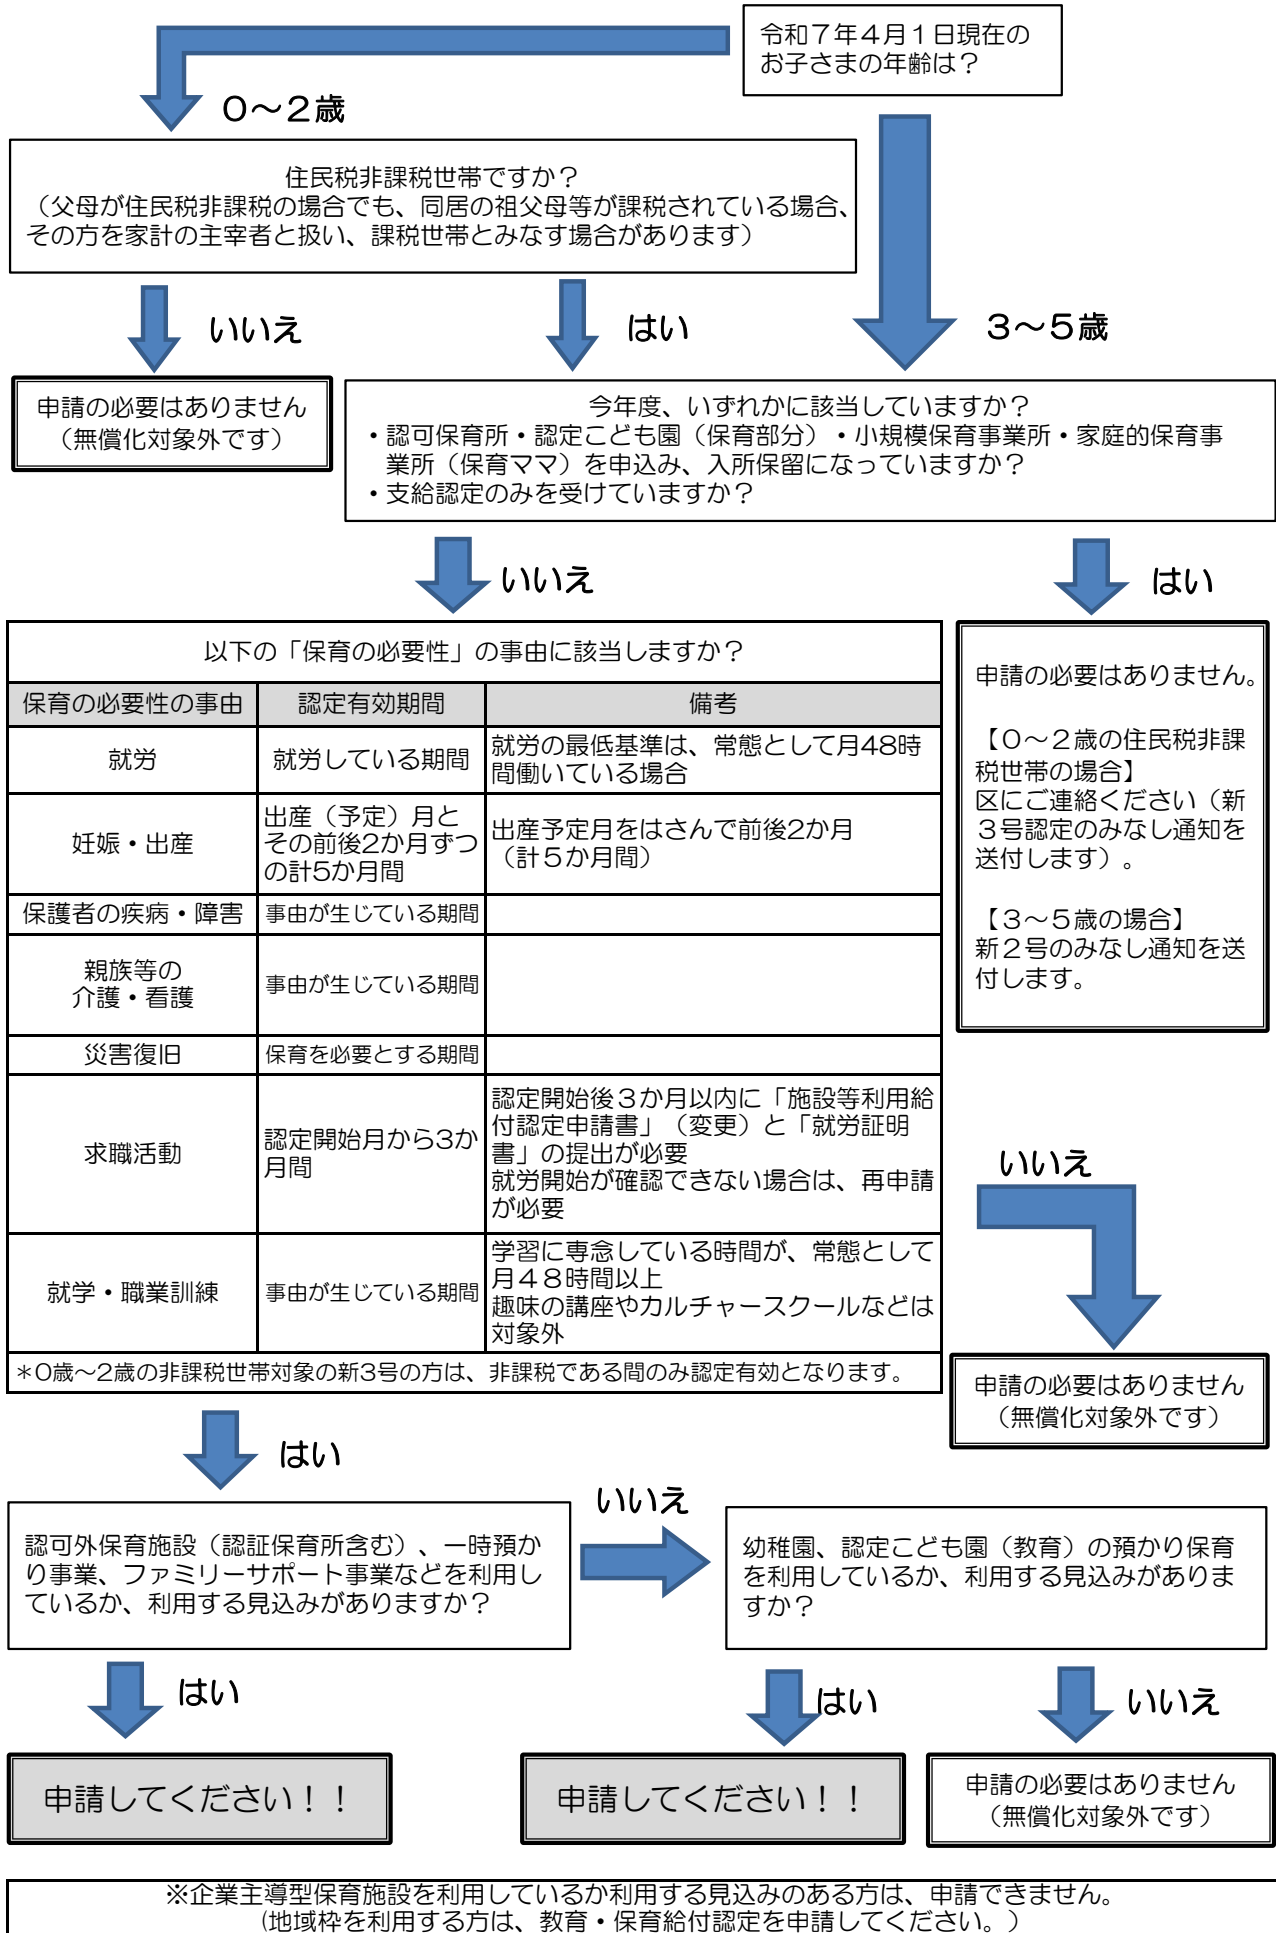 令和７年４月１日現在の
お子さまの年齢は？
０～２歳
住民税非課税世帯ですか？
（父母が住民税非課税の場合でも、同居の祖父母等が課税されている場合、
その方を家計の主宰者と扱い、課税世帯とみなす場合があります）
いいえ
はい
３～５歳
申請の必要はありません
（無償化対象外です）
今年度、いずれかに該当していますか？
・認可保育所・認定こども園（保育部分）・小規模保育事業所・家庭的保育事
業所（保育ママ）を申込み、入所保留になっていますか？
・支給認定のみを受けていますか？
いいえ
はい
以下の「保育の必要性」の事由に該当しますか？
保育の必要性の事由
認定有効期間
備考
就労
就労している期間
就労の最低基準は、常態として月48時
間働いている場合
妊娠・出産
出産（予定）月と
その前後2か月ずつ
の計5か月間
出産予定月をはさんで前後2か月
（計５か月間）
保護者の疾病・障害
事由が生じている期間
親族等の
介護・看護
事由が生じている期間
災害復旧
保育を必要とする期間
求職活動
認定開始月から3か
月間
認定開始後３か月以内に「施設等利用給
付認定申請書」（変更）と「就労証明
書」の提出が必要
就労開始が確認できない場合は、再申請
が必要
就学・職業訓練
事由が生じている期間
学習に専念している時間が、常態として
月４８時間以上
趣味の講座やカルチャースクールなどは
対象外
＊0歳～2歳の非課税世帯対象の新3号の方は、非課税である間のみ認定有効となります。
申請の必要はありません。
【０～２歳の住民税非課
税世帯の場合】
区にご連絡ください（新
３号認定のみなし通知を
送付します）。
【３～５歳の場合】
新２号のみなし通知を送
付します。
いいえ
申請の必要はありません
（無償化対象外です）
はい
認可外保育施設（認証保育所含む）、一時預か
り事業、ファミリーサポート事業などを利用し
ているか、利用する見込みがありますか？
いいえ
幼稚園、認定こども園（教育）の預かり保育
を利用しているか、利用する見込みがありま
すか？
はい
はい
いいえ
申請してください！！
申請してください！！
申請の必要はありません
（無償化対象外です）
※企業主導型保育施設を利用しているか利用する見込みのある方は、申請できません。
(地域枠を利用する方は、教育・保育給付認定を申請してください。）